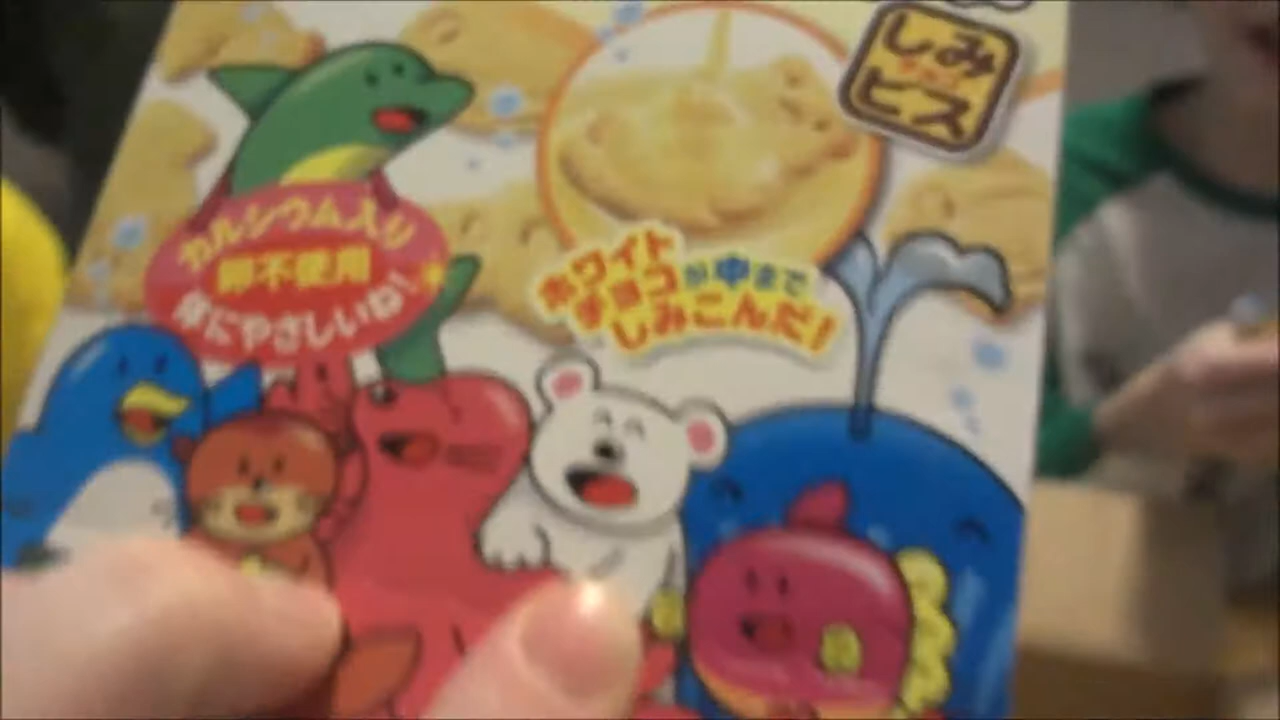 しみ
ビス
カルシウム入り
卵不使用
体にやさしいね!
ホワイト
チョコが中まで
しみこんだ!